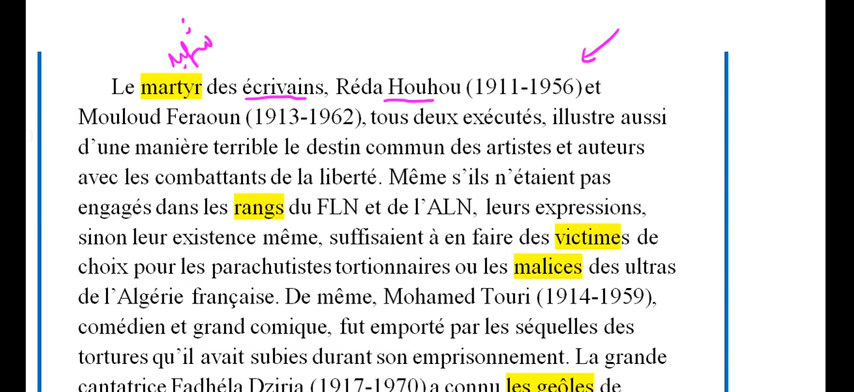 Le martyr des écrivains, Réda Houhou (1911-1956) et
Mouloud Feraoun (1913-1962), tous deux exécutés, illustre aussi
d'une manière terrible le destin commun des artistes et auteurs
avec les combattants de la liberté. Même s'ils n'étaient pas
engagés dans les rangs du FLN et de l'ALN, leurs expressions,
sinon leur existence même, suffisaient à en faire des victimes de
choix pour les parachutistes tortionnaires ou les malices des ultras
de l'Algérie française. De même, Mohamed Touri (1914-1959),
comédien et grand comique, fut emporté par les séquelles des
tortures qu'il avait subies durant son emprisonnement. La grande
cantatrice Fadhéla Dziria (1917-1970) a connu les geôles de